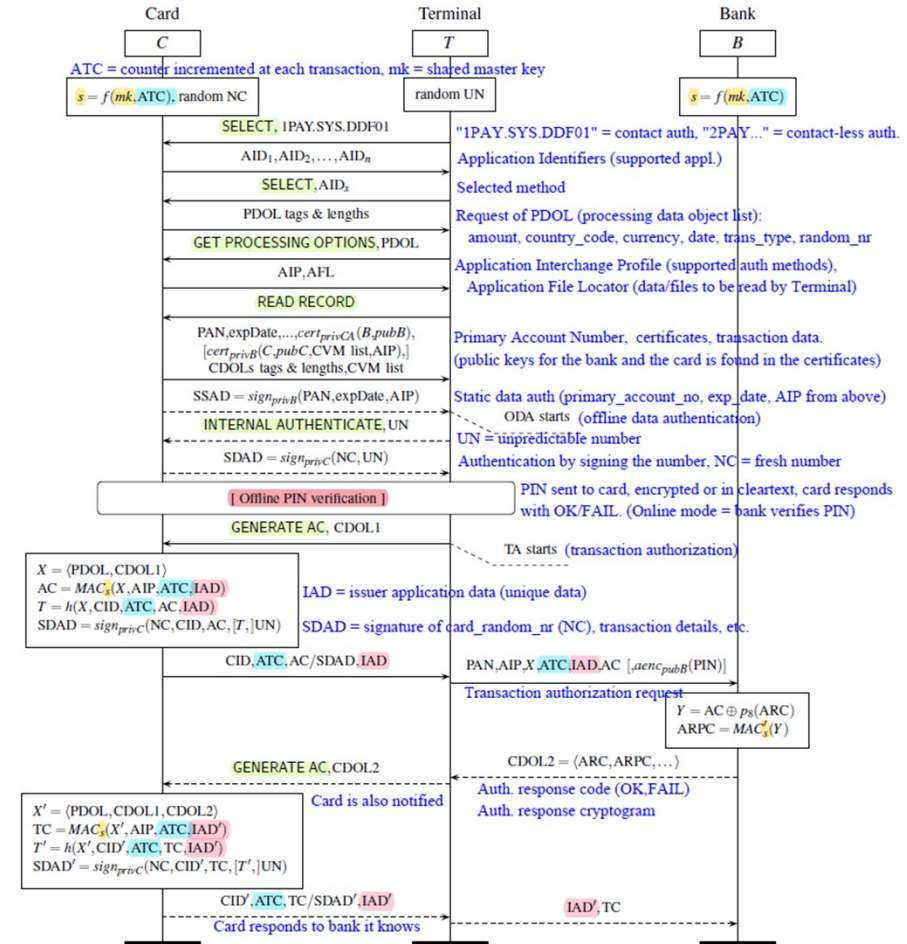 Card
Terminal
Bank
C
T
B
ATC = counter incremented at each transaction, mk = shared master key
s = f(mk,ATC), random NC
random UN
s = f(mk,ATC)
SELECT, 1PAY.SYS.DDF01
"1PAY.SYS.DDF01" = contact auth, "2PAY..." = contact-less auth.
AID₁,AID₂,…,AIDₙ
Application Identifiers (supported appl.)
SELECT,AIDₓ
Selected method
PDOL tags & lengths
Request of PDOL (processing data object list):
amount, country_code, currency, date, trans_type, random_nr
GET PROCESSING OPTIONS,PDOL
AIP, AFL
Application Interchange Profile (supported auth methods),
Application File Locator (data/files to be read by Terminal)
READ RECORD
PAN,expDate,...,cert_privCA(B,pubB),
[cert_privB(C,pubC,CVM list,AIP),]
CDOLs tags & lengths,CVM list
Primary Account Number, certificates, transaction data.
(public keys for the bank and the card is found in the certificates)
SSAD = sign_privB(PAN,expDate,AIP)
Static data auth (primary_account_no, exp_date, AIP from above)
ODA starts (offline data authentication)
INTERNAL AUTHENTICATE,UN
UN = unpredictable number
SDAD = sign_privC(NC,UN)
Authentication by signing the number, NC = fresh number
[ Offline PIN verification ]
PIN sent to card, encrypted or in cleartext, card responds
with OK/FAIL. (Online mode = bank verifies PIN)
GENERATE AC, CDOL1
TA starts (transaction authorization)
X = ⟨PDOL,CDOL1⟩
AC = MACₛ(X,AIP,ATC,IAD)
T = h(X,CID,ATC,AC,IAD)
SDAD = sign_privC(NC,CID,AC,[T,]UN)
IAD = issuer application data (unique data)
SDAD = signature of card_random_nr (NC), transaction details, etc.
CID,ATC,AC/SDAD,IAD
PAN,AIP,X,ATC,IAD,AC [,aenc_pubB(PIN)]
Transaction authorization request
Y = AC ⊕ p₈(ARC)
ARPC = MAC′ₛ(Y)
CDOL2 = ⟨ARC,ARPC,…⟩
GENERATE AC,CDOL2
Card is also notified
Auth. response code (OK,FAIL)
Auth. response cryptogram
X′ = ⟨PDOL,CDOL1,CDOL2⟩
TC = MACₛ(X′,AIP,ATC,IAD′)
T′ = h(X′,CID′,ATC,TC,IAD′)
SDAD′ = sign_privC(NC,CID′,TC,[T′,]UN)
CID′,ATC,TC/SDAD′,IAD′
IAD′,TC
Card responds to bank it knows